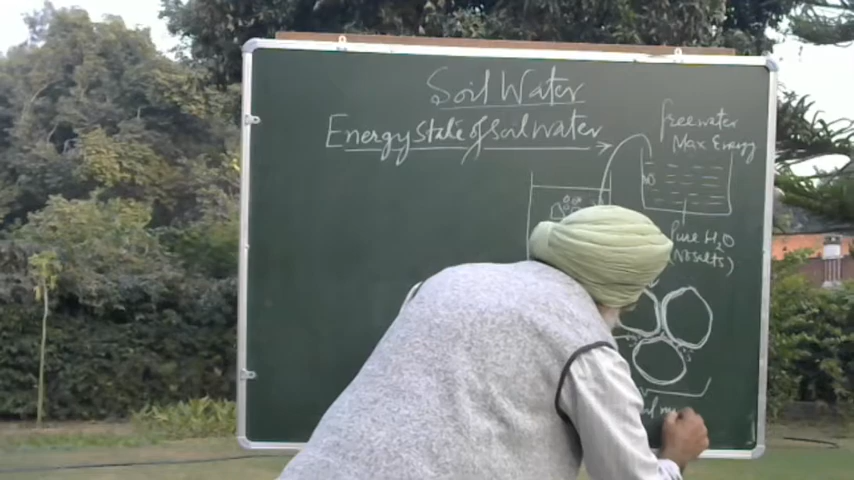 Soil Water
Energy state of soil water
free water
Max Energy
Pure H2O
(No salts)